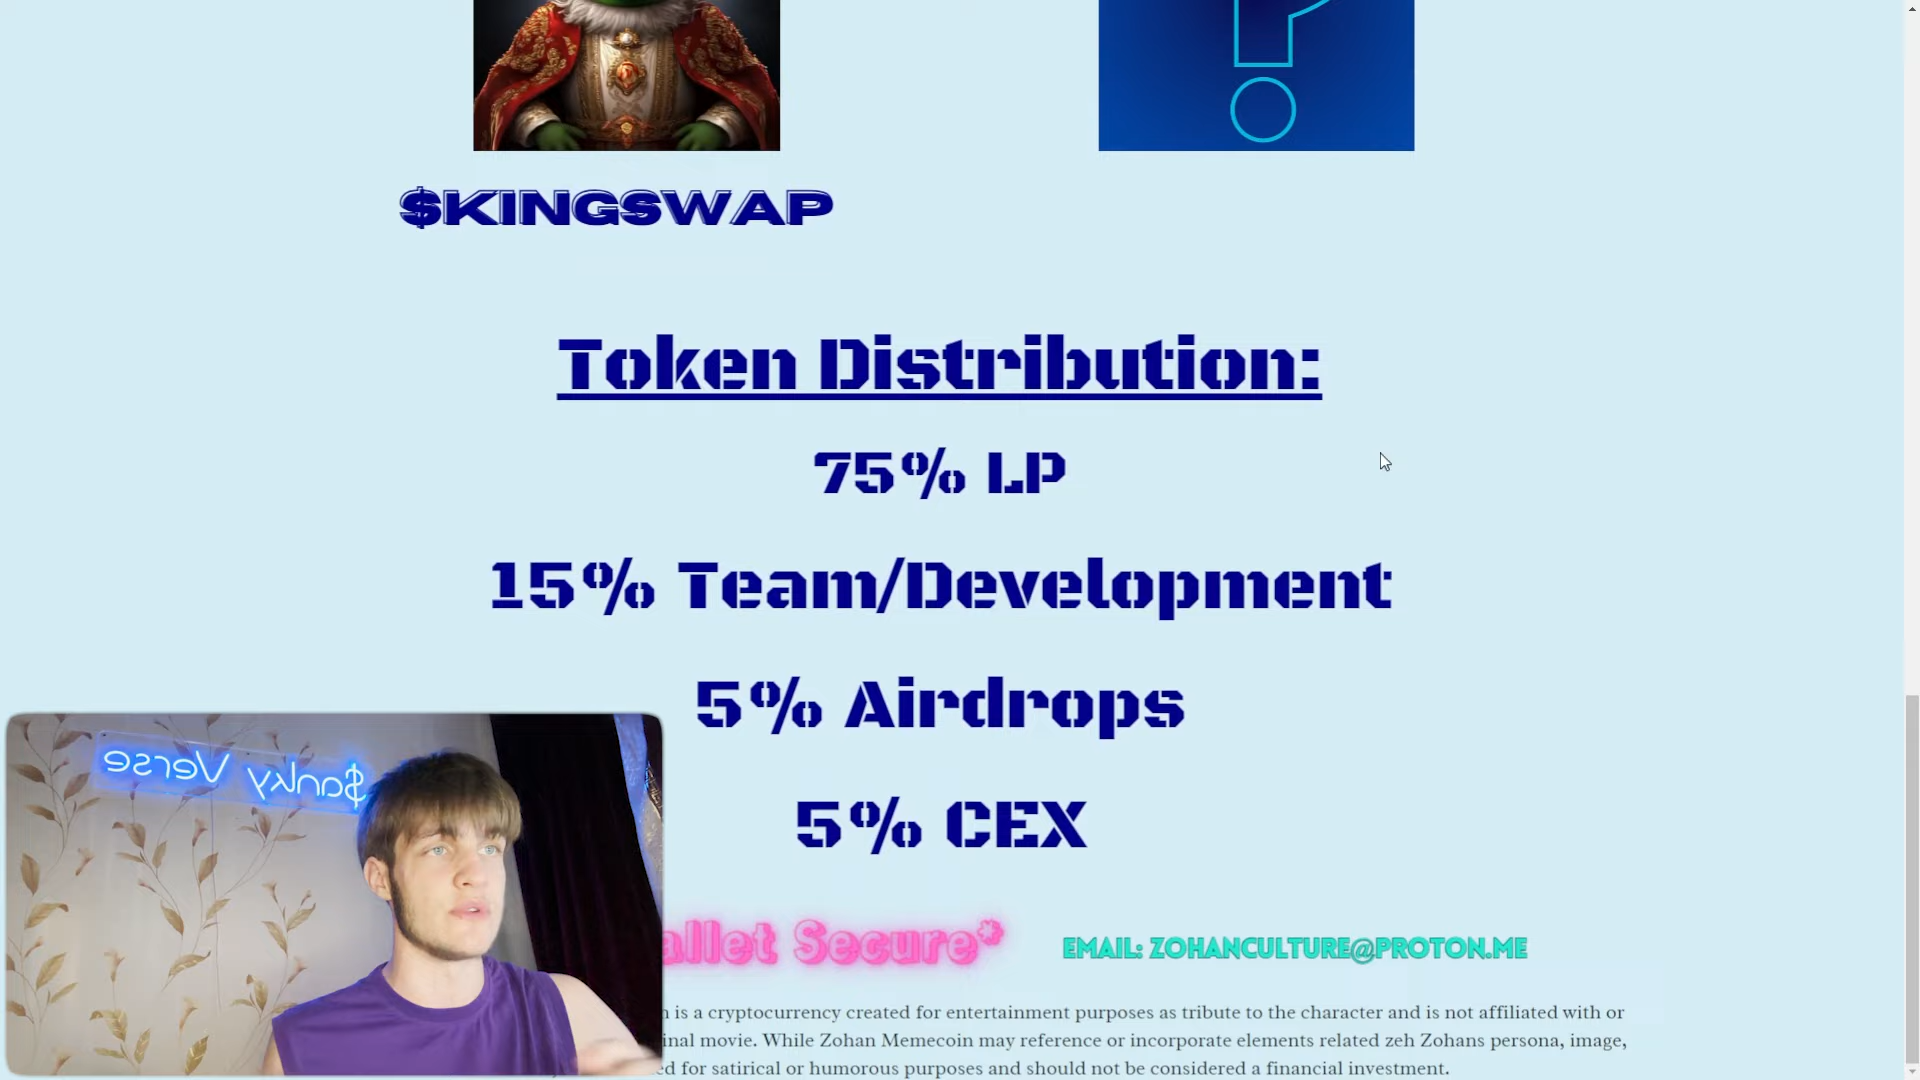 $KINGSWAP
Token Distribution:
75% LP
15% Team/Development
5% Airdrops
5% CEX
Secure*
EMAIL: ZOHANCULTURE@PROTON.ME
is a cryptocurrency created for entertainment purposes as tribute to the character and is not affiliated with or
movie. While Zohan Memecoin may reference or incorporate elements related zeh Zohans persona, image,
for satirical or humorous purposes and should not be considered a financial investment.
$anky Verse